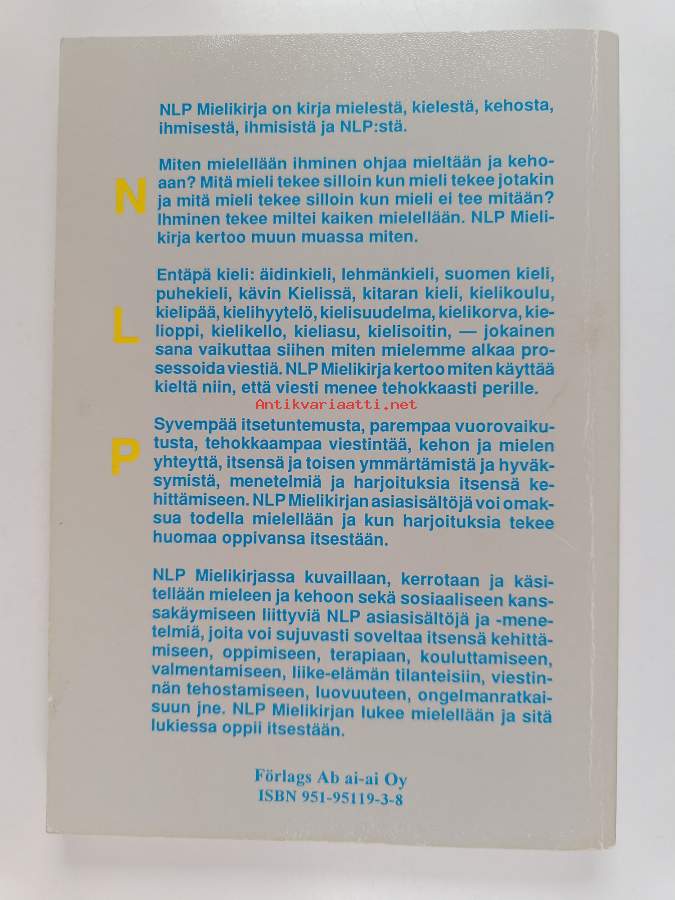 NLP Mielikirja on kirja mielestä, kielestä, kehosta,
ihmisestä, ihmisistä ja NLP:stä.
N
Miten mielellään ihminen ohjaa mieltään ja keho-
aan? Mitä mieli tekee silloin kun mieli tekee jotakin
ja mitä mieli tekee silloin kun mieli ei tee mitään?
Ihminen tekee miltei kaiken mielellään. NLP Mieli-
kirja kertoo muun muassa miten.
L
Entäpä kieli: äidinkieli, lehmänkieli, suomen kieli,
puhekieli, kävin Kielissä, kitaran kieli, kielikoulu,
kielipää, kielihyytelö, kielisuudelma, kielikorva, kie-
lioppi, kielikello, kieliasu, kielisoitin, — jokainen
sana vaikuttaa siihen miten mielemme alkaa pro-
sessoida viestiä. NLP Mielikirja kertoo miten käyttää
kieltä niin, että viesti menee tehokkaasti perille.
Antikvariaatti.net
P
Syvempää itsetuntemusta, parempaa vuorovaiku-
tusta, tehokkaampaa viestintää, kehon ja mielen
yhteyttä, itsensä ja toisen ymmärtämistä ja hyväk-
symistä, menetelmiä ja harjoituksia itsensä ke-
hittämiseen. NLP Mielikirjan asiasisältöjä voi omak-
sua todella mielellään ja kun harjoituksia tekee
huomaa oppivansa itsestään.
NLP Mielikirjassa kuvaillaan, kerrotaan ja käsi-
tellään mieleen ja kehoon sekä sosiaaliseen kans-
sakäymiseen liittyviä NLP asiasisältöjä ja -mene-
telmiä, joita voi sujuvasti soveltaa itsensä kehittä-
miseen, oppimiseen, terapiaan, kouluttamiseen,
valmentamiseen, liike-elämän tilanteisiin, viestin-
nän tehostamiseen, luovuuteen, ongelmanratkai-
suun jne. NLP Mielikirjan lukee mielellään ja sitä
lukiessa oppii itsestään.
Förlags Ab ai-ai Oy
ISBN 951-95119-3-8